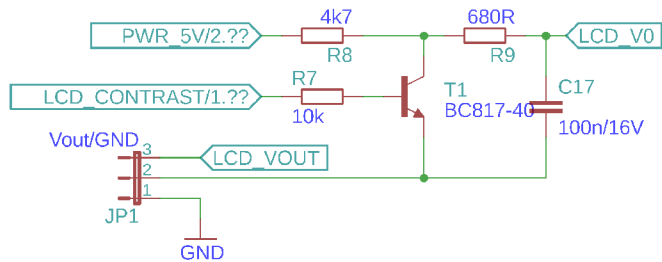 4k7
680R
PWR_5V/2.??
LCD_V0
R8
R9
R7
T1
C17
LCD_CONTRAST/1.??
10k
BC817-40
100n/16V
Vout/GND
3
LCD_VOUT
2
1
JP1
GND